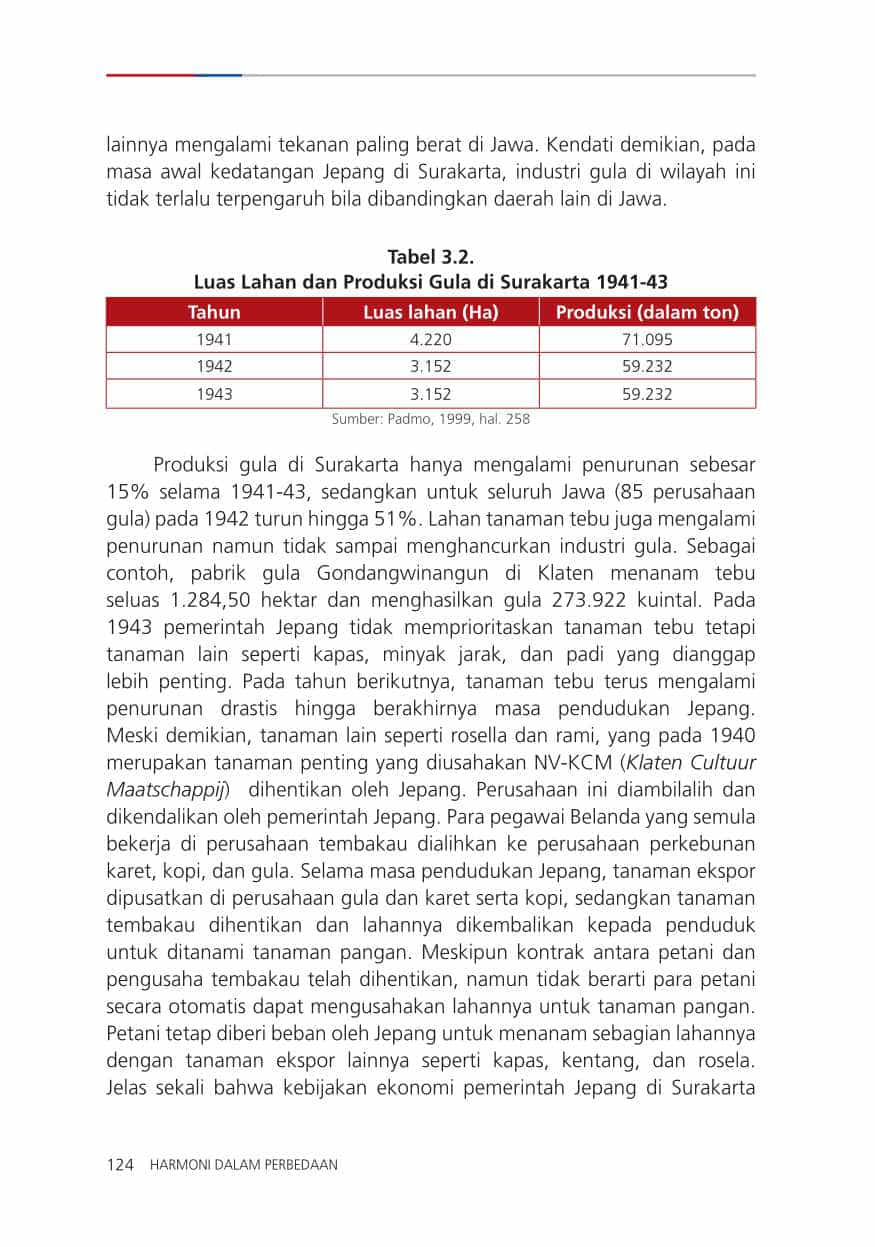 lainnya mengalami tekanan paling berat di Jawa. Kendati demikian, pada
masa awal kedatangan Jepang di Surakarta, industri gula di wilayah ini
tidak terlalu terpengaruh bila dibandingkan daerah lain di Jawa.
Tabel 3.2.
Luas Lahan dan Produksi Gula di Surakarta 1941-43
Tahun Luas lahan (Ha) Produksi (dalam ton)
1941 4.220 71.095
1942 3.152 59.232
1943 3.152 59.232
Sumber: Padmo, 1999, hal. 258
Produksi gula di Surakarta hanya mengalami penurunan sebesar
15% selama 1941-43, sedangkan untuk seluruh Jawa (85 perusahaan
gula) pada 1942 turun hingga 51%. Lahan tanaman tebu juga mengalami
penurunan namun tidak sampai menghancurkan industri gula. Sebagai
contoh, pabrik gula Gondangwinangun di Klaten menanam tebu
seluas 1.284,50 hektar dan menghasilkan gula 273.922 kuintal. Pada
1943 pemerintah Jepang tidak memprioritaskan tanaman tebu tetapi
tanaman lain seperti kapas, minyak jarak, dan padi yang dianggap
lebih penting. Pada tahun berikutnya, tanaman tebu terus mengalami
penurunan drastis hingga berakhirnya masa pendudukan Jepang.
Meski demikian, tanaman lain seperti rosella dan rami, yang pada 1940
merupakan tanaman penting yang diusahakan NV-KCM (Klaten Cultuur
Maatschappij) dihentikan oleh Jepang. Perusahaan ini diambilalih dan
dikendalikan oleh pemerintah Jepang. Para pegawai Belanda yang semula
bekerja di perusahaan tembakau dialihkan ke perusahaan perkebunan
karet, kopi, dan gula. Selama masa pendudukan Jepang, tanaman ekspor
dipusatkan di perusahaan gula dan karet serta kopi, sedangkan tanaman
tembakau dihentikan dan lahannya dikembalikan kepada penduduk
untuk ditanami tanaman pangan. Meskipun kontrak antara petani dan
pengusaha tembakau telah dihentikan, namun tidak berarti para petani
secara otomatis dapat mengusahakan lahannya untuk tanaman pangan.
Petani tetap diberi beban oleh Jepang untuk menanam sebagian lahannya
dengan tanaman ekspor lainnya seperti kapas, kentang, dan rosela.
Jelas sekali bahwa kebijakan ekonomi pemerintah Jepang di Surakarta
124 HARMONI DALAM PERBEDAAN